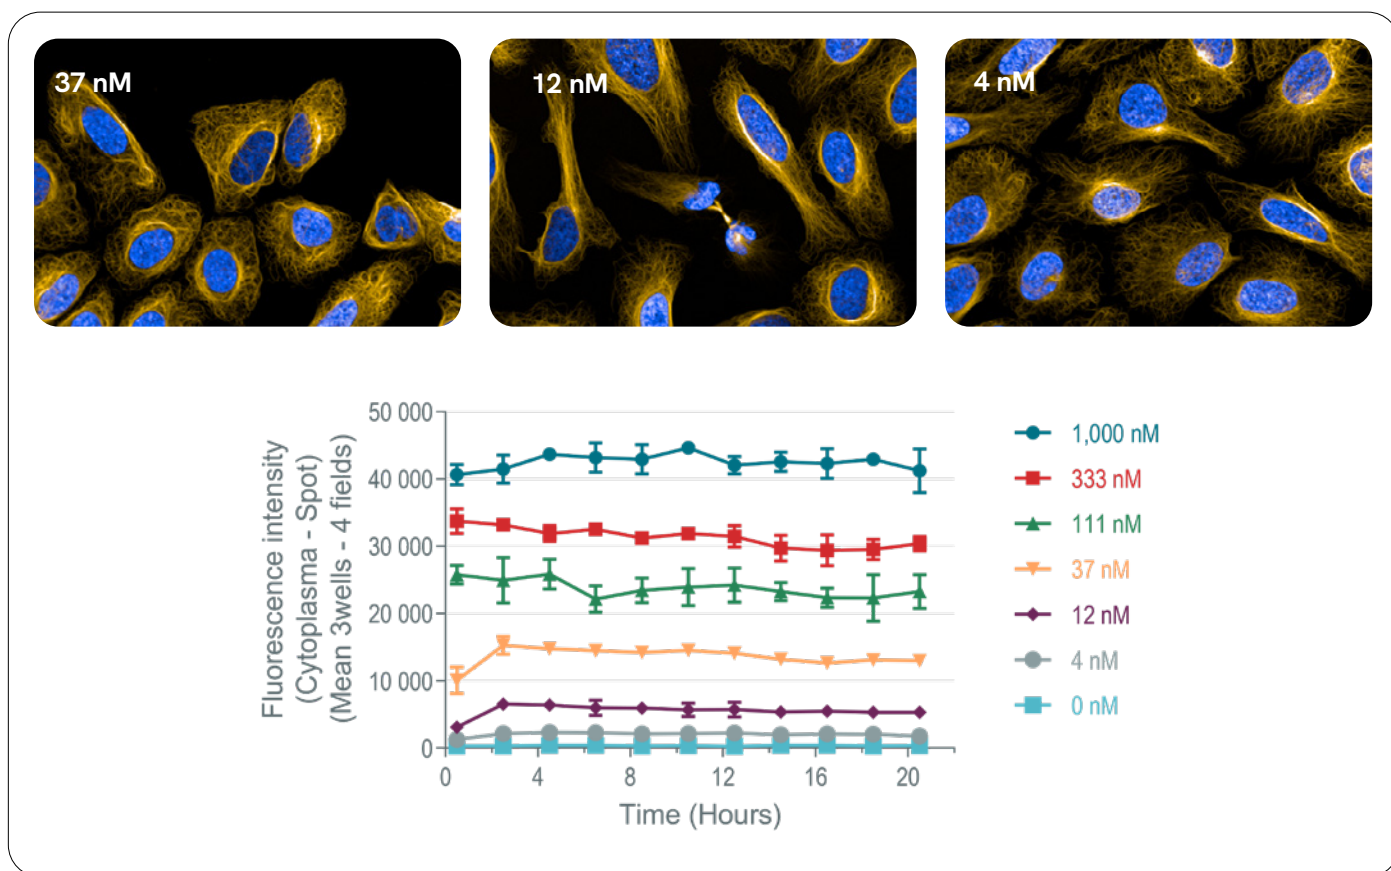 37 nM
12 nM
4 nM
Fluorescence intensity
(Cytoplasma - Spot)
(Mean 3wells - 4 fields)
50 000
40 000
30 000
20 000
10 000
0
0
4
8
12
16
20
Time (Hours)
1,000 nM
333 nM
111 nM
37 nM
12 nM
4 nM
0 nM